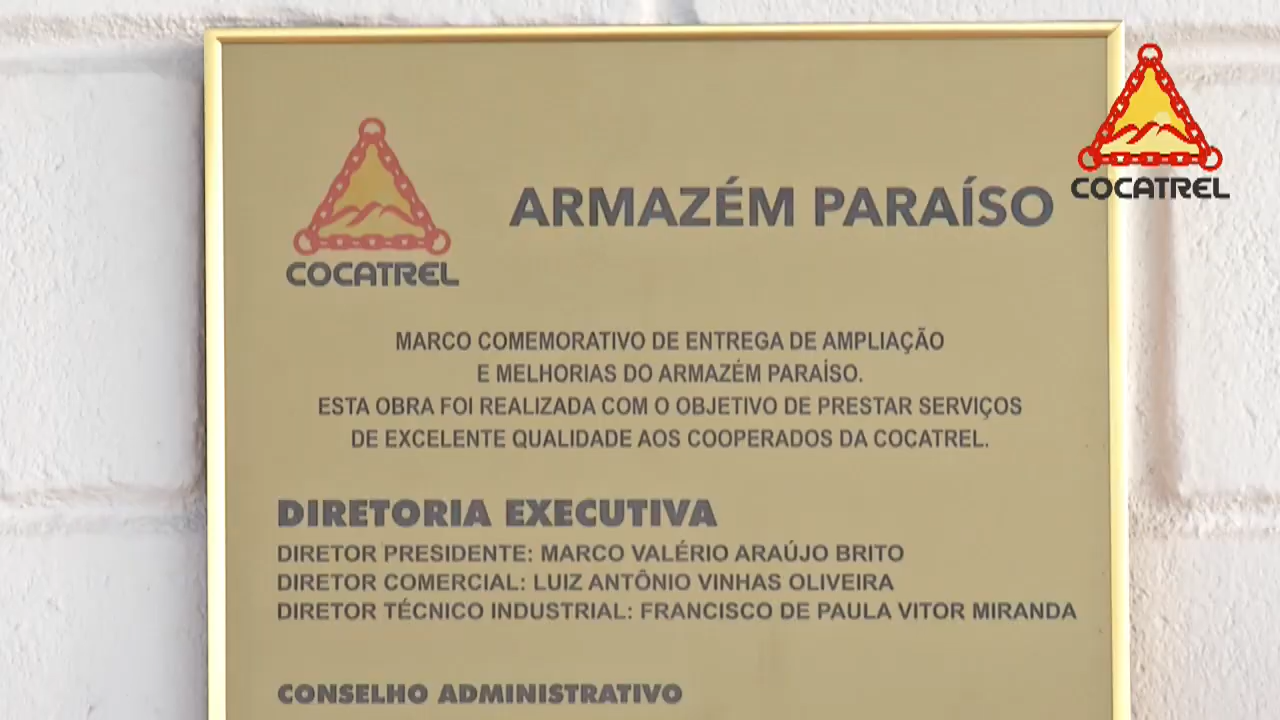 COCATREL
ARMAZÉM PARAÍSO
COCATREL
MARCO COMEMORATIVO DE ENTREGA DE AMPLIAÇÃO
E MELHORIAS DO ARMAZÉM PARAÍSO.
ESTA OBRA FOI REALIZADA COM O OBJETIVO DE PRESTAR SERVIÇOS
DE EXCELENTE QUALIDADE AOS COOPERADOS DA COCATREL.
DIRETORIA EXECUTIVA
DIRETOR PRESIDENTE: MARCO VALÉRIO ARAÚJO BRITO
DIRETOR COMERCIAL: LUIZ ANTÔNIO VINHAS OLIVEIRA
DIRETOR TÉCNICO INDUSTRIAL: FRANCISCO DE PAULA VITOR MIRANDA
CONSELHO ADMINISTRATIVO